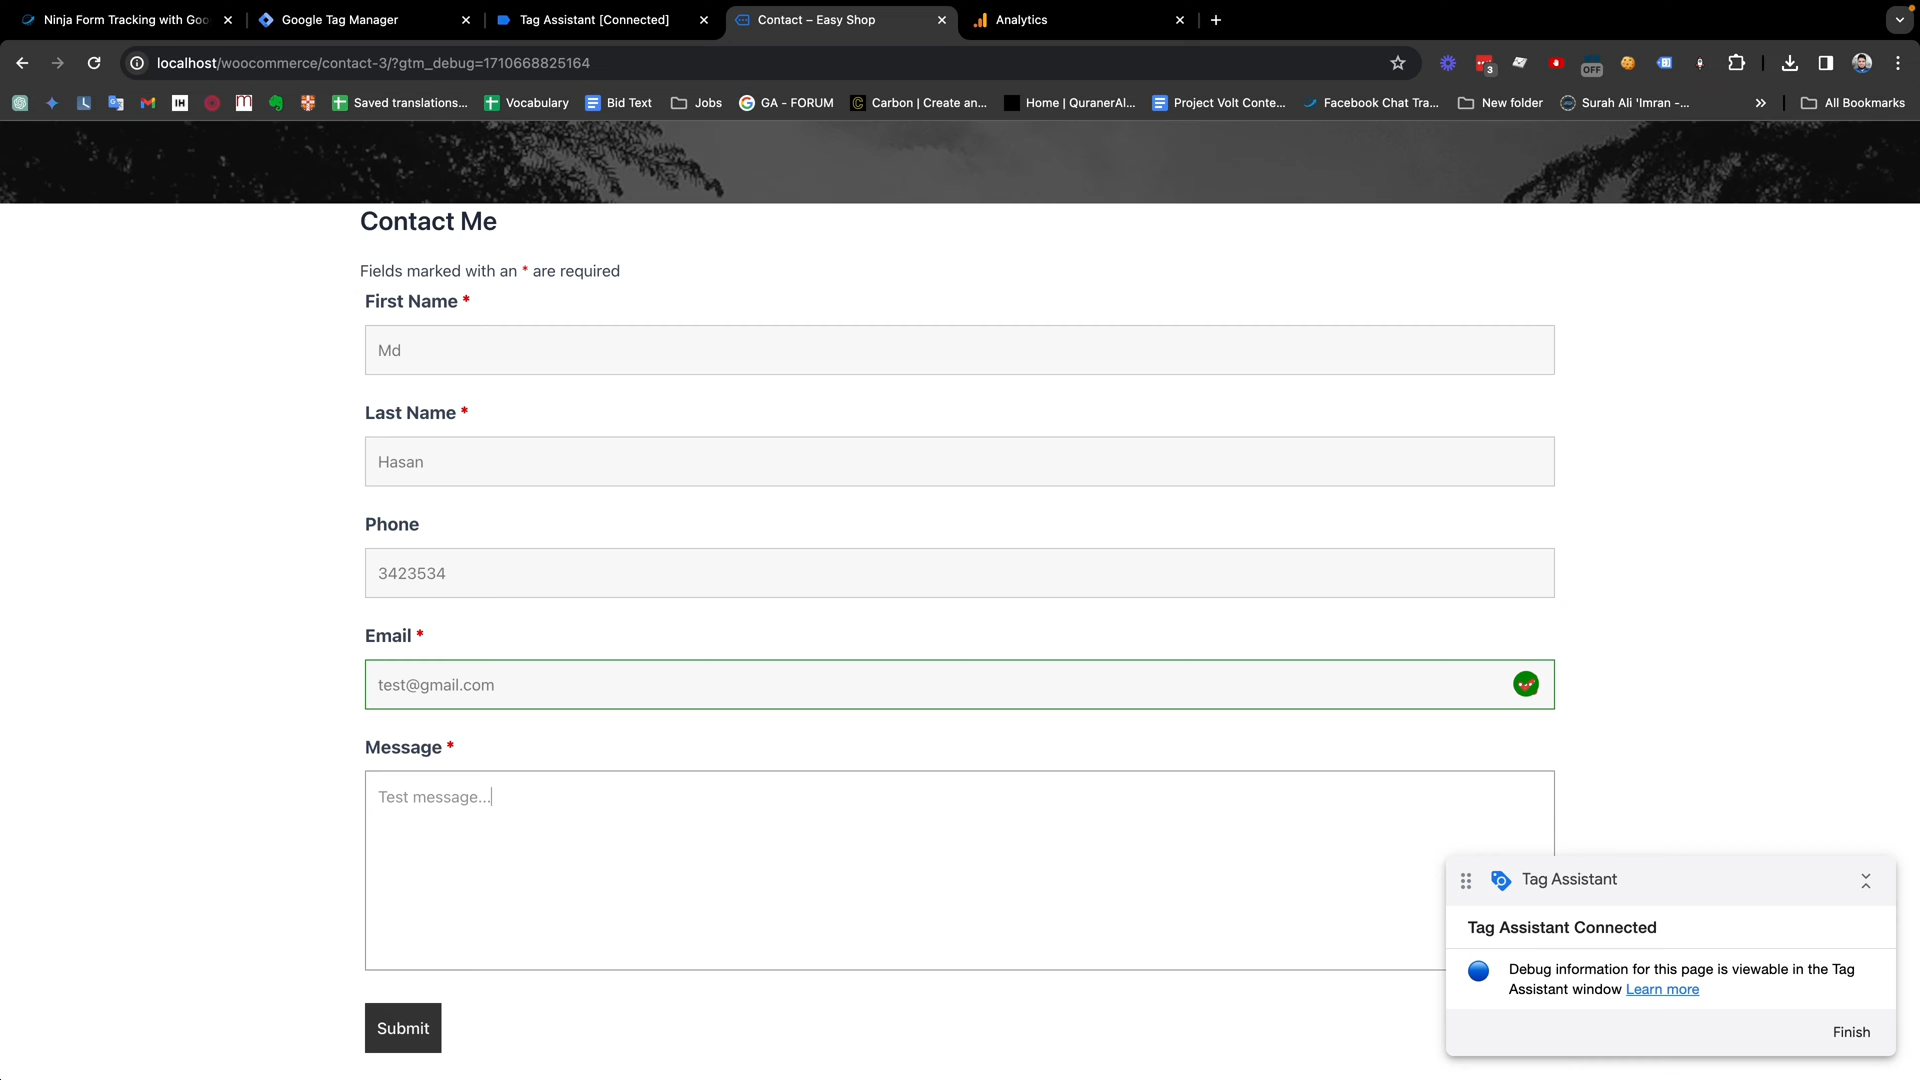 Ninja Form Tracking with Goo
Google Tag Manager
Tag Assistant [Connected]
Contact – Easy Shop
Analytics
localhost/woocommerce/contact-3/?gtm_debug=1710668825164
3
OFF
IH
Saved translations...
Vocabulary
Bid Text
Jobs
GA - FORUM
Carbon | Create an...
Home | QuranerAl...
Project Volt Conte...
Facebook Chat Tra...
New folder
Surah Ali 'Imran -...
All Bookmarks
Contact Me
Fields marked with an * are required
First Name *
Md
Last Name *
Hasan
Phone
3423534
Email *
test@gmail.com
Message *
Test message...
Submit
Tag Assistant
Tag Assistant Connected
Debug information for this page is viewable in the Tag
Assistant window Learn more
Finish